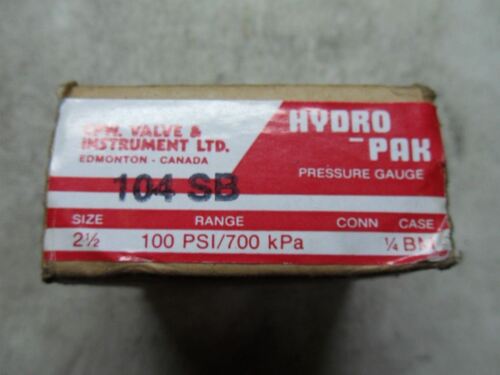 VALVE &
INSTRUMENT LTD.
EDMONTON - CANADA
HYDRO
-PAK
PRESSURE GAUGE
104 SB
SIZE RANGE CONN CASE
2½ 100 PSI/700 kPa ¼